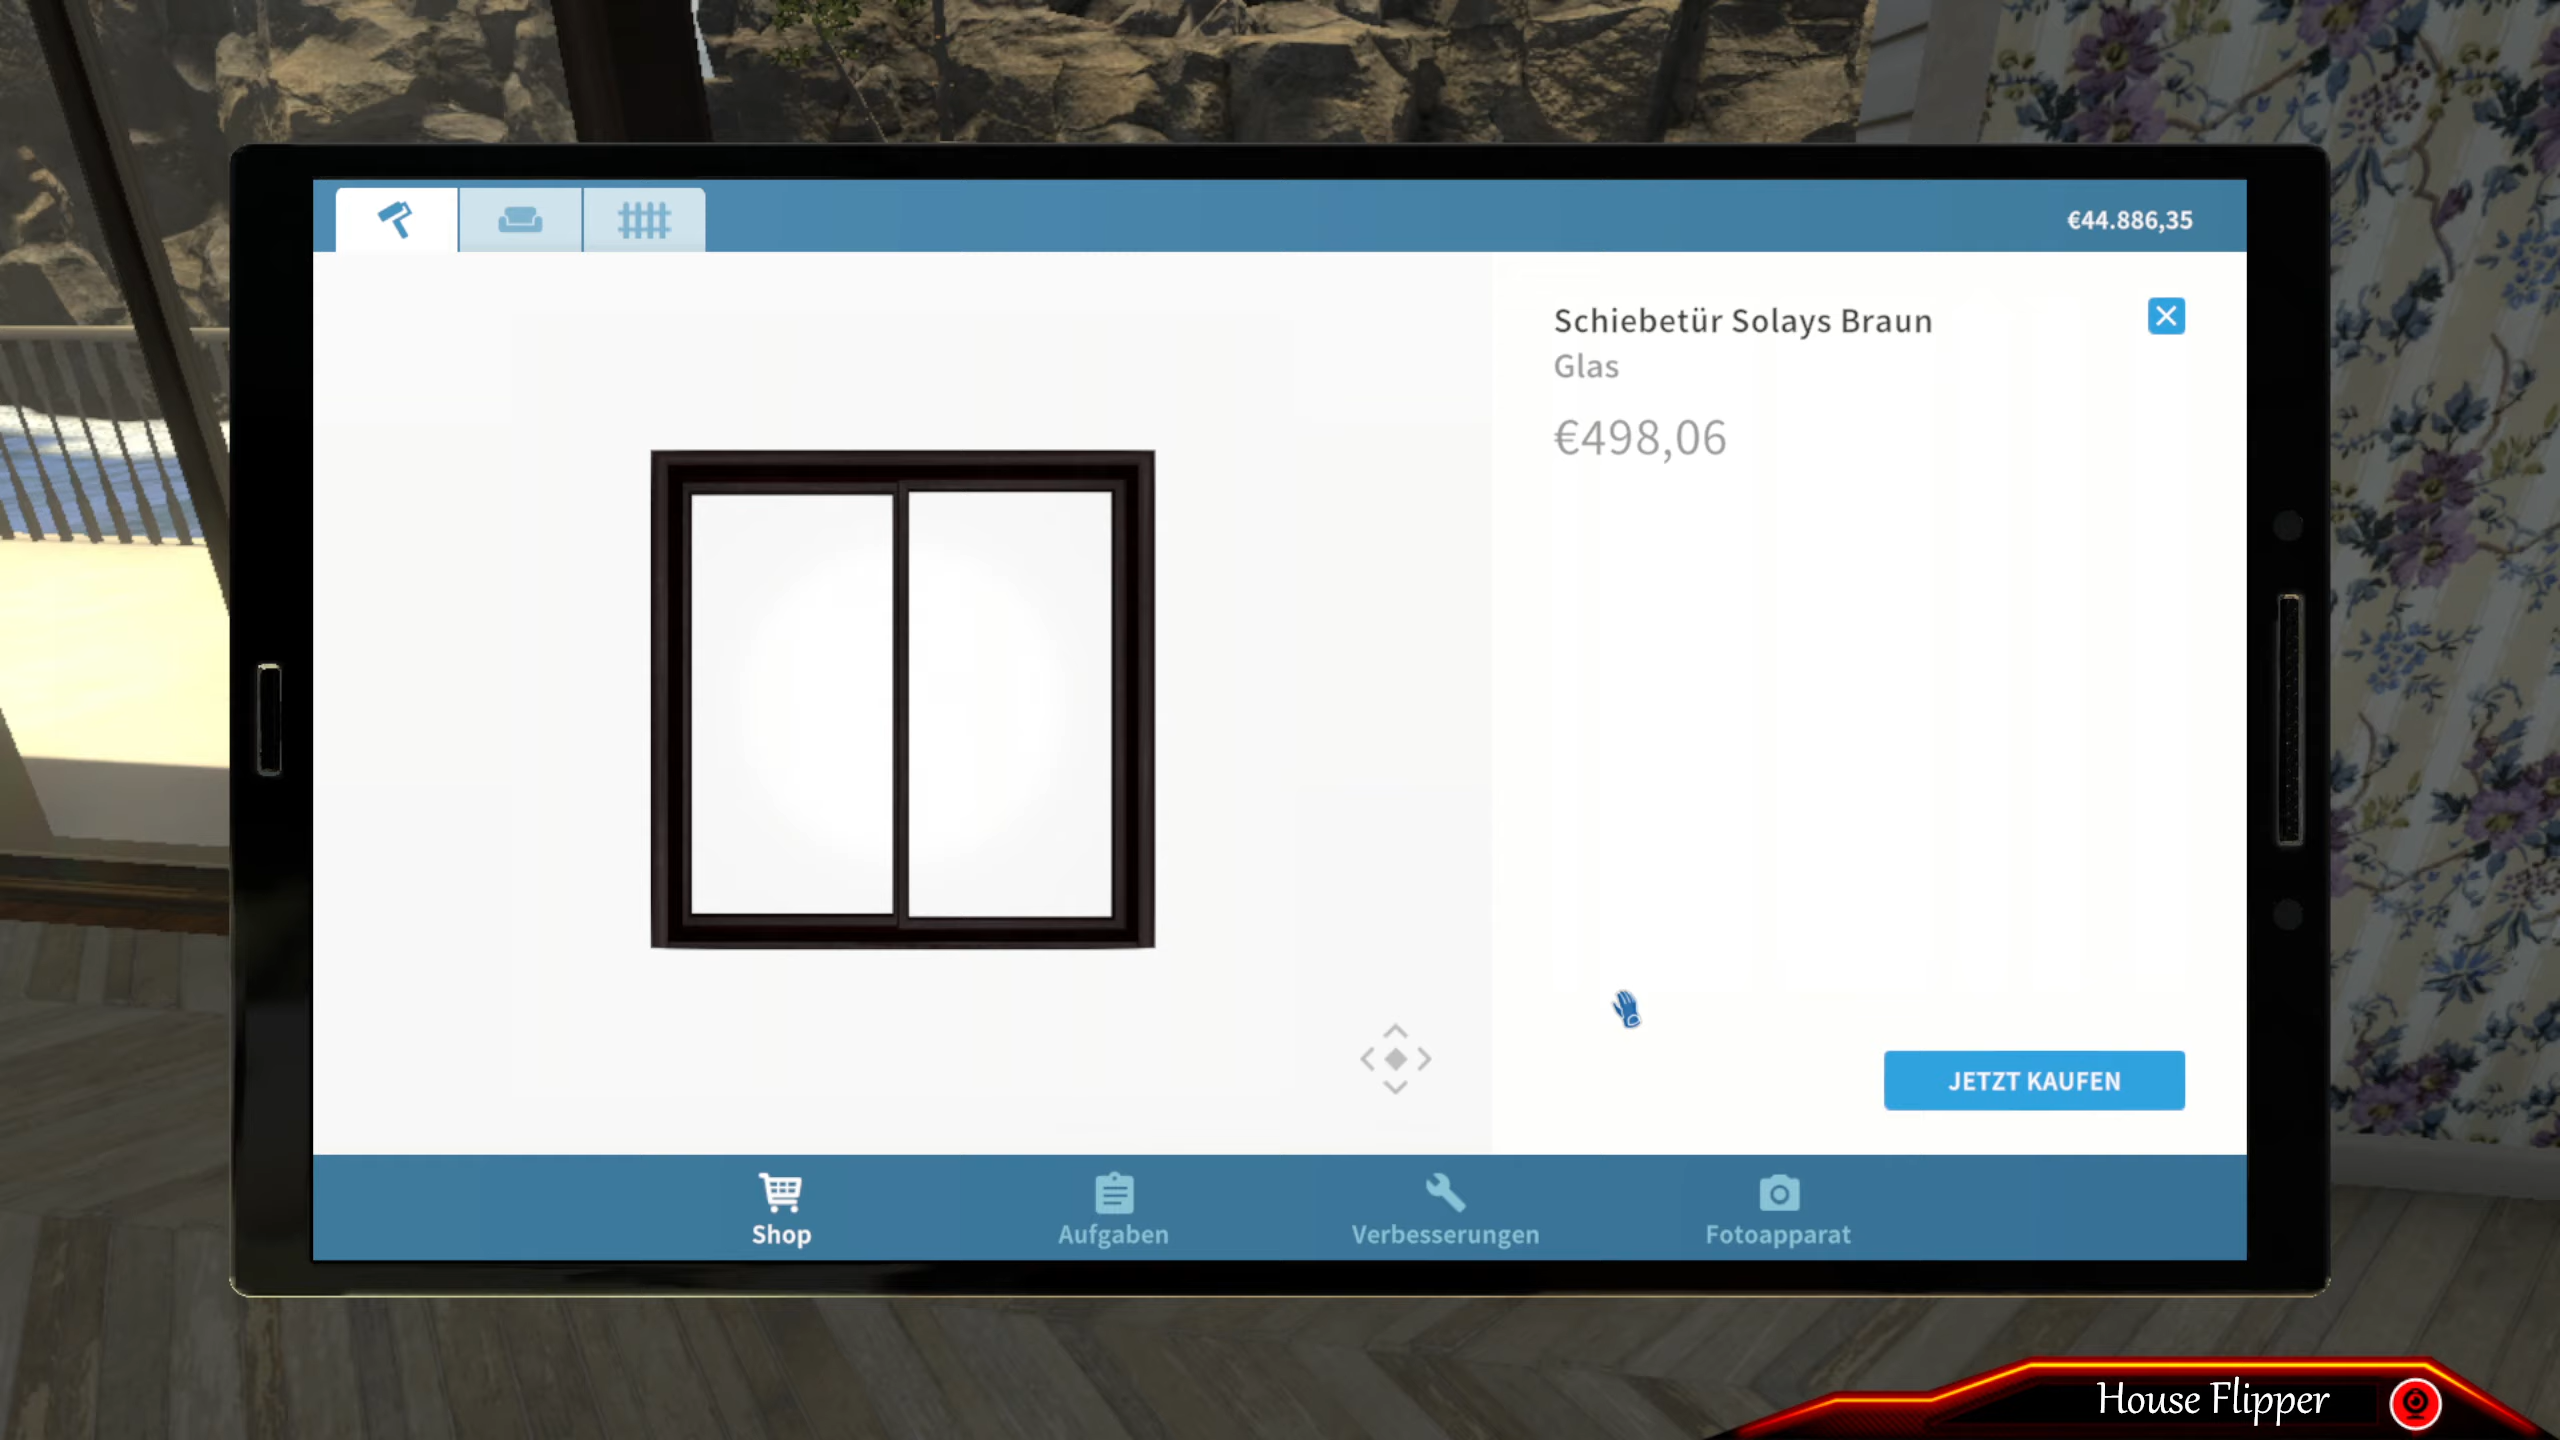 €44.886,35
Schiebetür Solays Braun
Glas
€498,06
JETZT KAUFEN
Shop
Aufgaben
Verbesserungen
Fotoapparat
House Flipper